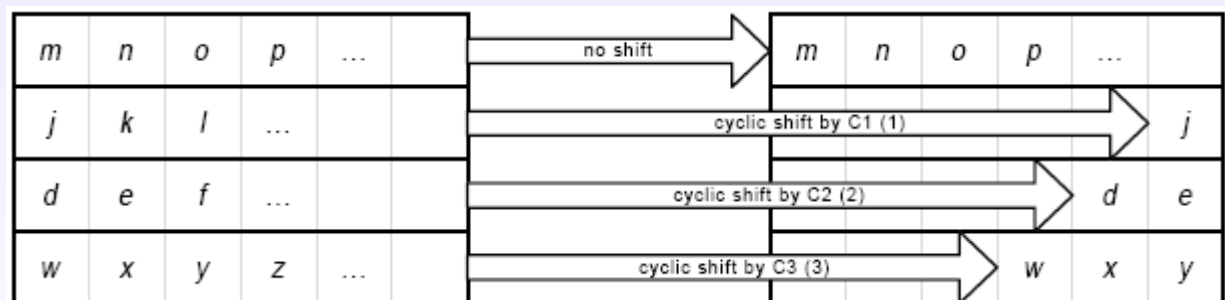 m n o p ... no shift m n o p ...
j k l ... cyclic shift by C1 (1) j
d e f ... cyclic shift by C2 (2) d e
w x y z ... cyclic shift by C3 (3) w x y